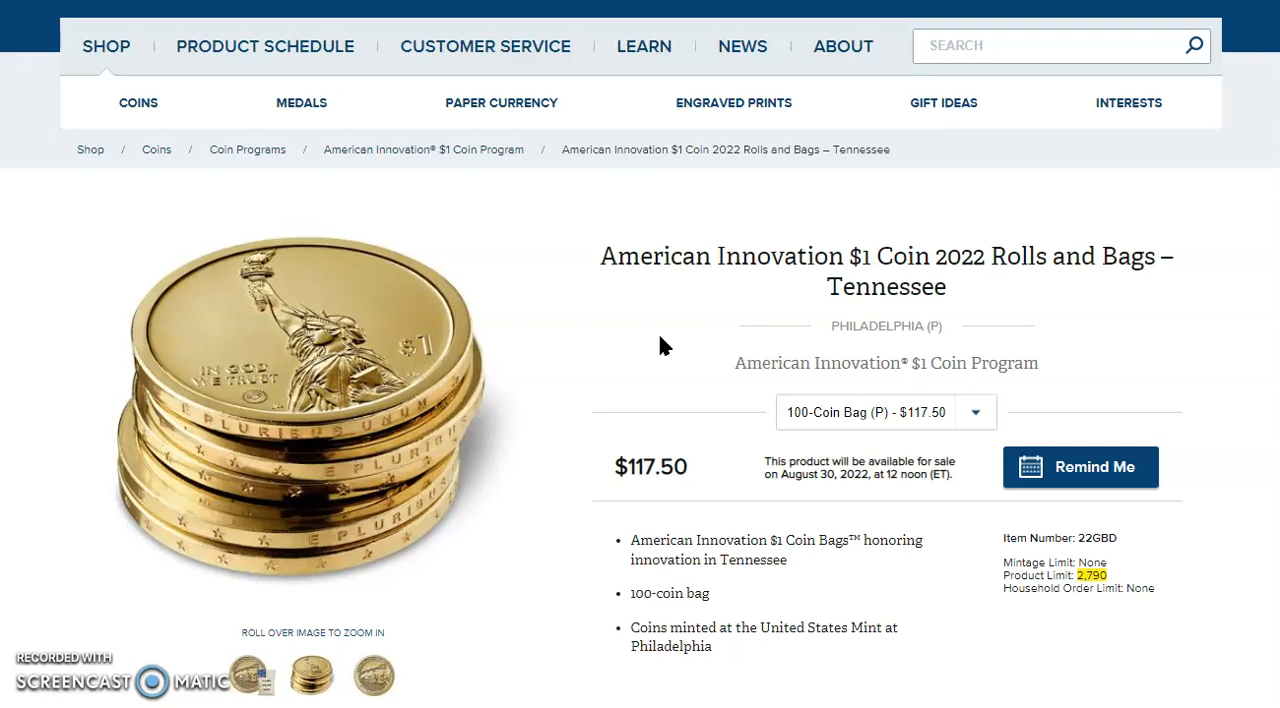 SHOP PRODUCT SCHEDULE CUSTOMER SERVICE LEARN NEWS ABOUT SEARCH
COINS MEDALS PAPER CURRENCY ENGRAVED PRINTS GIFT IDEAS INTERESTS
Shop / Coins / Coin Programs / American Innovation® $1 Coin Program / American Innovation $1 Coin 2022 Rolls and Bags – Tennessee
IN GOD
WE TRUST
$1
E PLURIBUS UNUM
E PLURIBUS
E PLURIBUS
ROLL OVER IMAGE TO ZOOM IN
RECORDED WITH
SCREENCAST MATIC
American Innovation $1 Coin 2022 Rolls and Bags –
Tennessee
PHILADELPHIA (P)
American Innovation® $1 Coin Program
100-Coin Bag (P) - $117.50
$117.50
This product will be available for sale
on August 30, 2022, at 12 noon (ET).
Remind Me
• American Innovation $1 Coin Bags™ honoring
innovation in Tennessee
• 100-coin bag
• Coins minted at the United States Mint at
Philadelphia
Item Number: 22GBD
Mintage Limit: None
Product Limit: 2,790
Household Order Limit: None